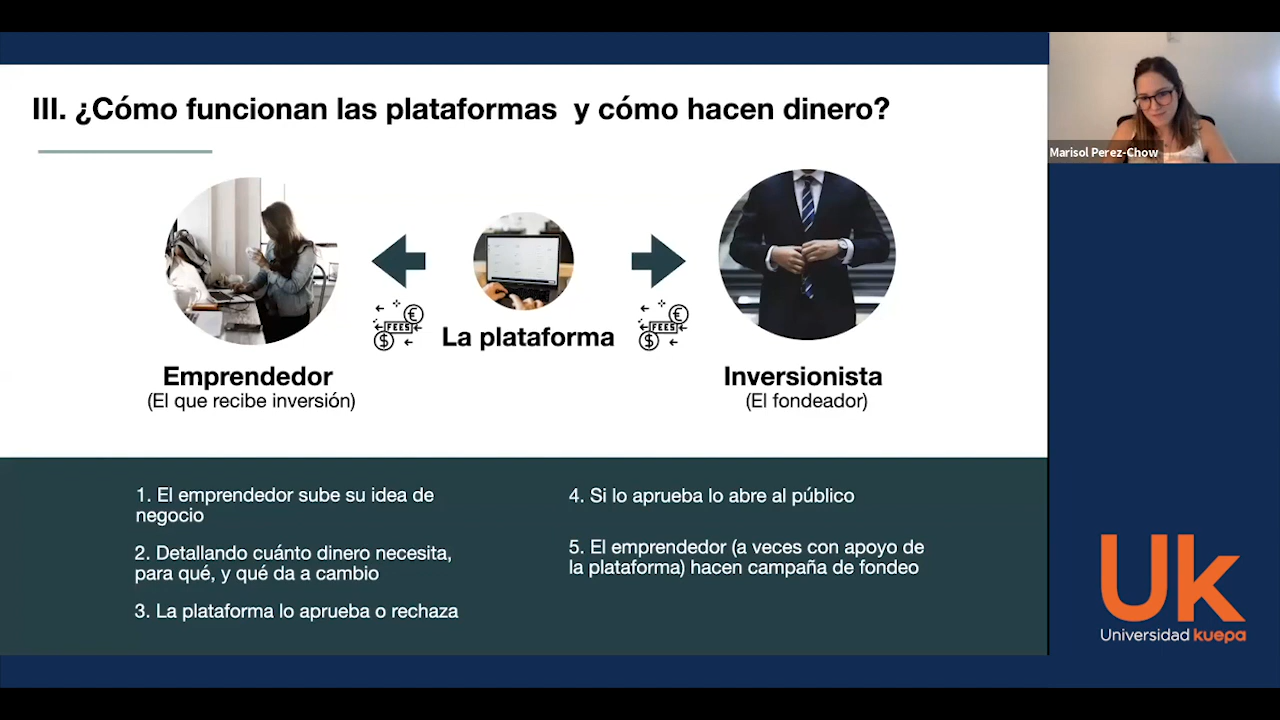 III. ¿Cómo funcionan las plataformas y cómo hacen dinero?
Marisol Perez-Chow
FEES
FEES
La plataforma
Emprendedor
(El que recibe inversión)
Inversionista
(El fondeador)
1. El emprendedor sube su idea de
negocio
2. Detallando cuánto dinero necesita,
para qué, y qué da a cambio
3. La plataforma lo aprueba o rechaza
4. Si lo aprueba lo abre al público
5. El emprendedor (a veces con apoyo de
la plataforma) hacen campaña de fondeo
Uk
Universidad kuepa